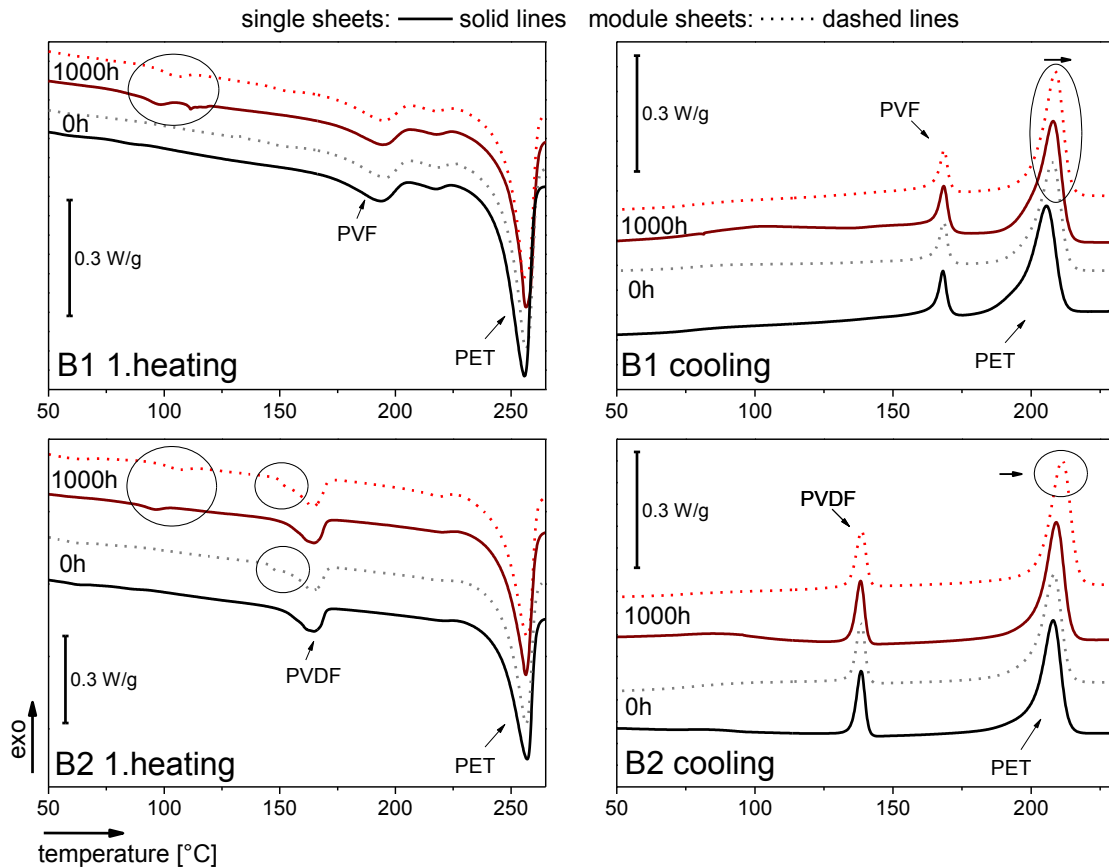 single sheets: solid lines module sheets: dashed lines
1000h
0h
0.3 W/g
PVF
PET
B1 1.heating
50 100 150 200 250
0.3 W/g
PVF
1000h
0h
PET
B1 cooling
50 100 150 200
1000h
0h
0.3 W/g
PVDF
PET
B2 1.heating
50 100 150 200 250
0.3 W/g
PVDF
1000h
0h
PET
B2 cooling
50 100 150 200
exo
temperature [°C]